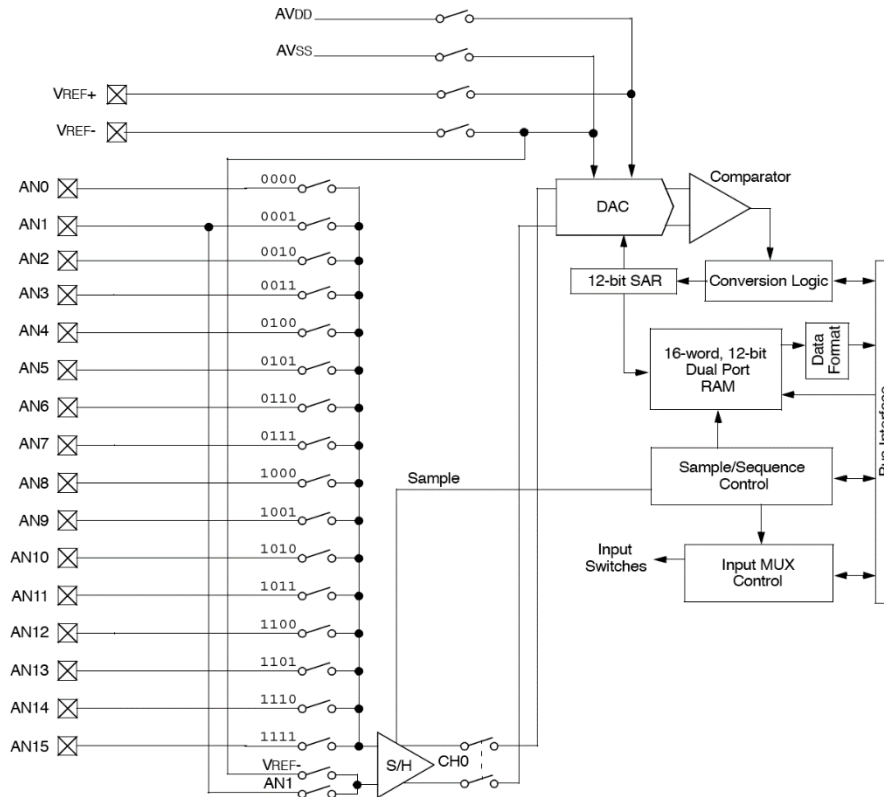 AVDD
AVSS
VREF+
VREF-
AN0
0000
AN1
0001
AN2
0010
AN3
0011
AN4
0100
AN5
0101
AN6
0110
AN7
0111
AN8
1000
AN9
1001
AN10
1010
AN11
1011
AN12
1100
AN13
1101
AN14
1110
AN15
1111
VREF-
AN1
S/H
CH0
Sample
DAC
Comparator
12-bit SAR
Conversion Logic
16-word, 12-bit
Dual Port
RAM
Data
Format
Sample/Sequence
Control
Input
Switches
Input MUX
Control
Interface